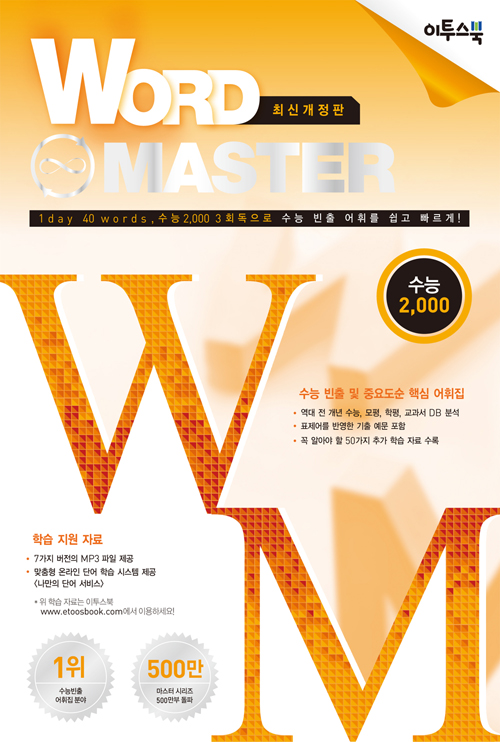 이투스북
WORD
최신개정판
MASTER
1day 40 words, 수능 2,000 3회독으로 수능 빈출 어휘를 쉽고 빠르게!
수능
2,000
W
수능 빈출 및 중요도순 핵심 어휘집
• 역대 전 개년 수능, 모평, 학평, 교과서 DB 분석
• 표제어를 반영한 기출 예문 포함
• 꼭 알아야 할 50가지 추가 학습 자료 수록
M
학습 지원 자료
• 7가지 버전의 MP3 파일 제공
• 맞춤형 온라인 단어 학습 시스템 제공
〈나만의 단어 서비스〉
* 위 학습 자료는 이투스북
www.etoosbook.com에서 이용하세요!
1위
수능빈출
어휘집 분야
500만
마스터 시리즈
500만부 돌파